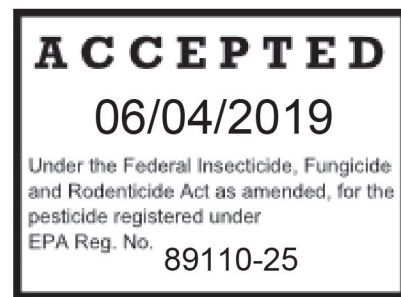 ACCEPTED
06/04/2019
Under the Federal Insecticide, Fungicide
and Rodenticide Act as amended, for the
pesticide registered under
EPA Reg. No. 89110-25